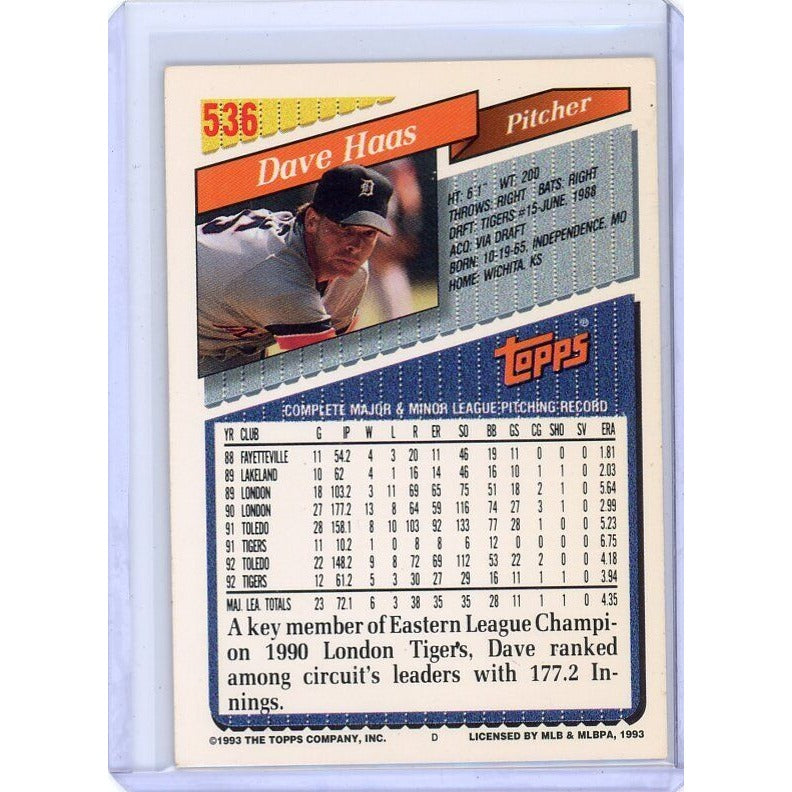 536
Dave Haas
Pitcher
D
HT: 6'1" WT: 200
THROWS: RIGHT BATS: RIGHT
DRFT: TIGERS #15-JUNE, 1988
ACQ: VIA DRAFT
BORN: 10-19-65, INDEPENDENCE, MO
HOME: WICHITA, KS
TOPPS®
COMPLETE MAJOR & MINOR LEAGUE PITCHING RECORD
YR CLUB G IP W L R ER SO BB GS CG SHO SV ERA
88 FAYETTEVILLE 11 54.2 4 3 20 11 46 19 11 0 0 0 1.81
89 LAKELAND 10 62 4 1 16 14 46 16 10 1 1 0 2.03
89 LONDON 18 103.2 3 11 69 65 75 51 18 2 1 0 5.64
90 LONDON 27 177.2 13 8 64 59 116 74 27 3 1 0 2.99
91 TOLEDO 28 158.1 8 10 103 92 133 77 28 1 0 0 5.23
91 TIGERS 11 10.2 1 0 8 8 6 12 0 0 0 0 6.75
92 TOLEDO 22 148.2 9 8 72 69 112 53 22 2 0 0 4.18
92 TIGERS 12 61.2 5 3 30 27 29 16 11 1 1 0 3.94
MAJ. LEA. TOTALS 23 72.1 6 3 38 35 35 28 11 1 1 0 4.35
A key member of Eastern League Champi-
on 1990 London Tigers, Dave ranked
among circuit's leaders with 177.2 In-
nings.
©1993 THE TOPPS COMPANY, INC. D LICENSED BY MLB & MLBPA, 1993